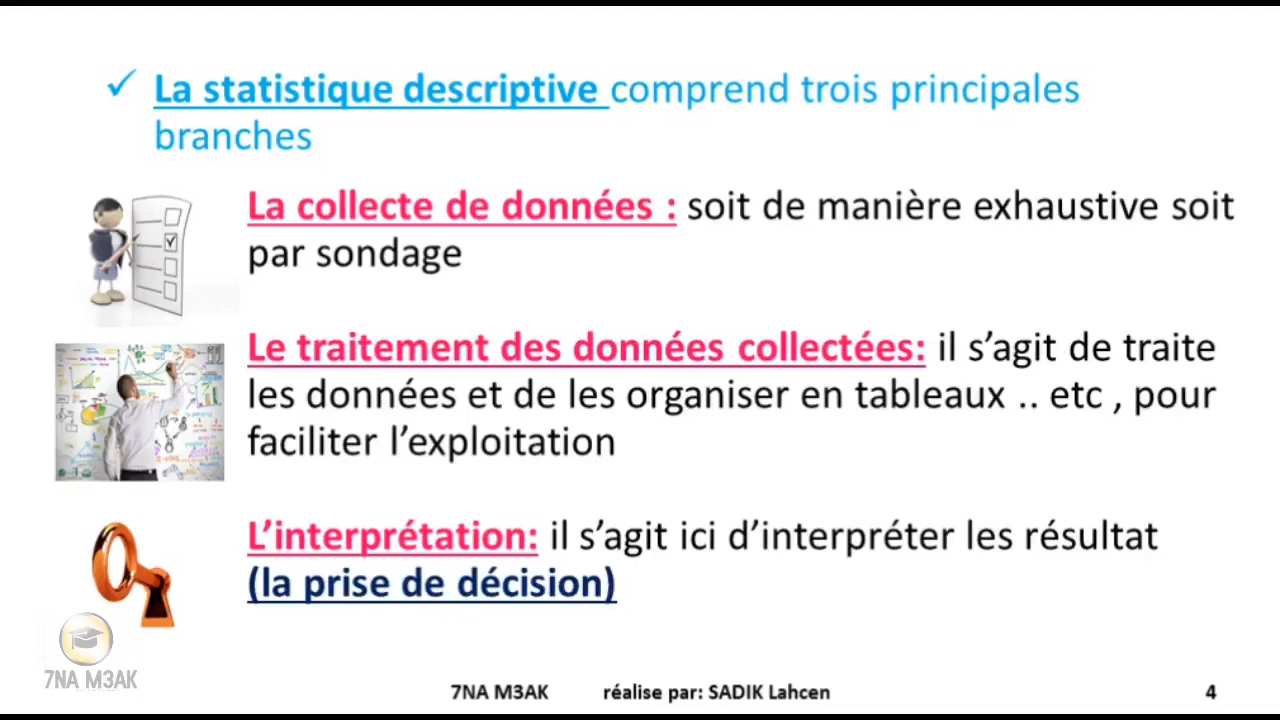 La statistique descriptive comprend trois principales
branches
La collecte de données : soit de manière exhaustive soit
par sondage
Le traitement des données collectées: il s’agit de traite
les données et de les organiser en tableaux .. etc , pour
faciliter l’exploitation
L’interprétation: il s’agit ici d’interpréter les résultat
(la prise de décision)
7NA M3AK
7NA M3AK réalise par: SADIK Lahcen 4